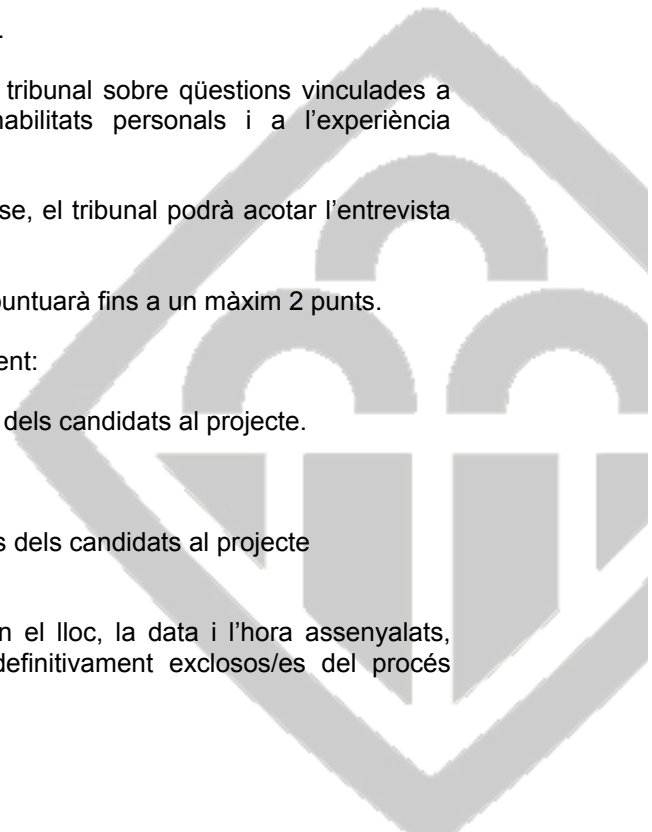 .
tribunal sobre qüestions vinculades a
habilitats personals i a l’experiència
se, el tribunal podrà acotar l’entrevista
puntuarà fins a un màxim 2 punts.
ent:
dels candidats al projecte.
s dels candidats al projecte
n el lloc, la data i l’hora assenyalats,
definitivament exclosos/es del procés